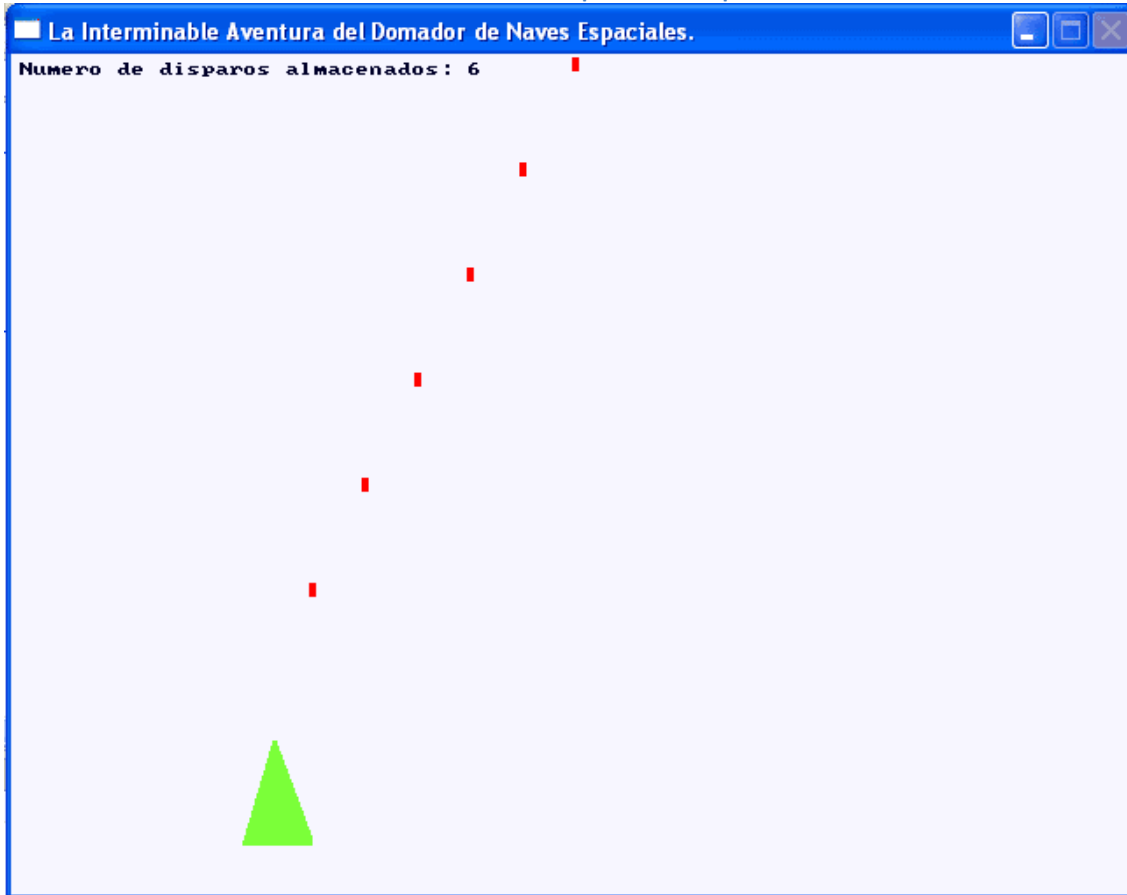 La Interminable Aventura del Domador de Naves Espaciales.
Numero de disparos almacenados: 6